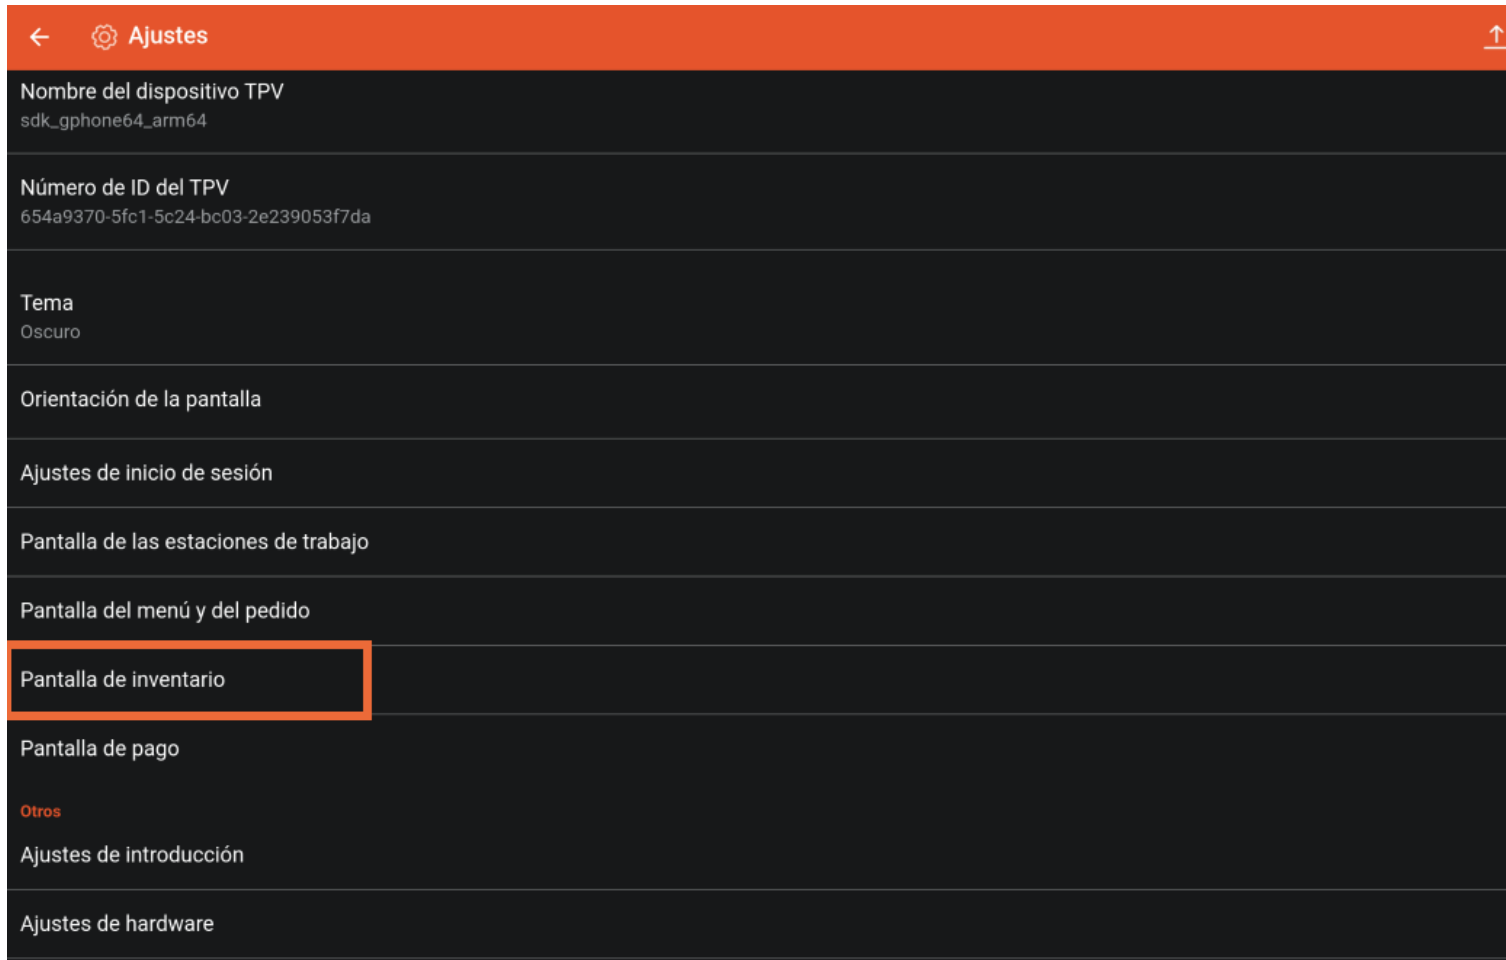 Ajustes
Nombre del dispositivo TPV
sdk_gphone64_arm64
Número de ID del TPV
654a9370-5fc1-5c24-bc03-2e239053f7da
Tema
Oscuro
Orientación de la pantalla
Ajustes de inicio de sesión
Pantalla de las estaciones de trabajo
Pantalla del menú y del pedido
Pantalla de inventario
Pantalla de pago
Otros
Ajustes de introducción
Ajustes de hardware